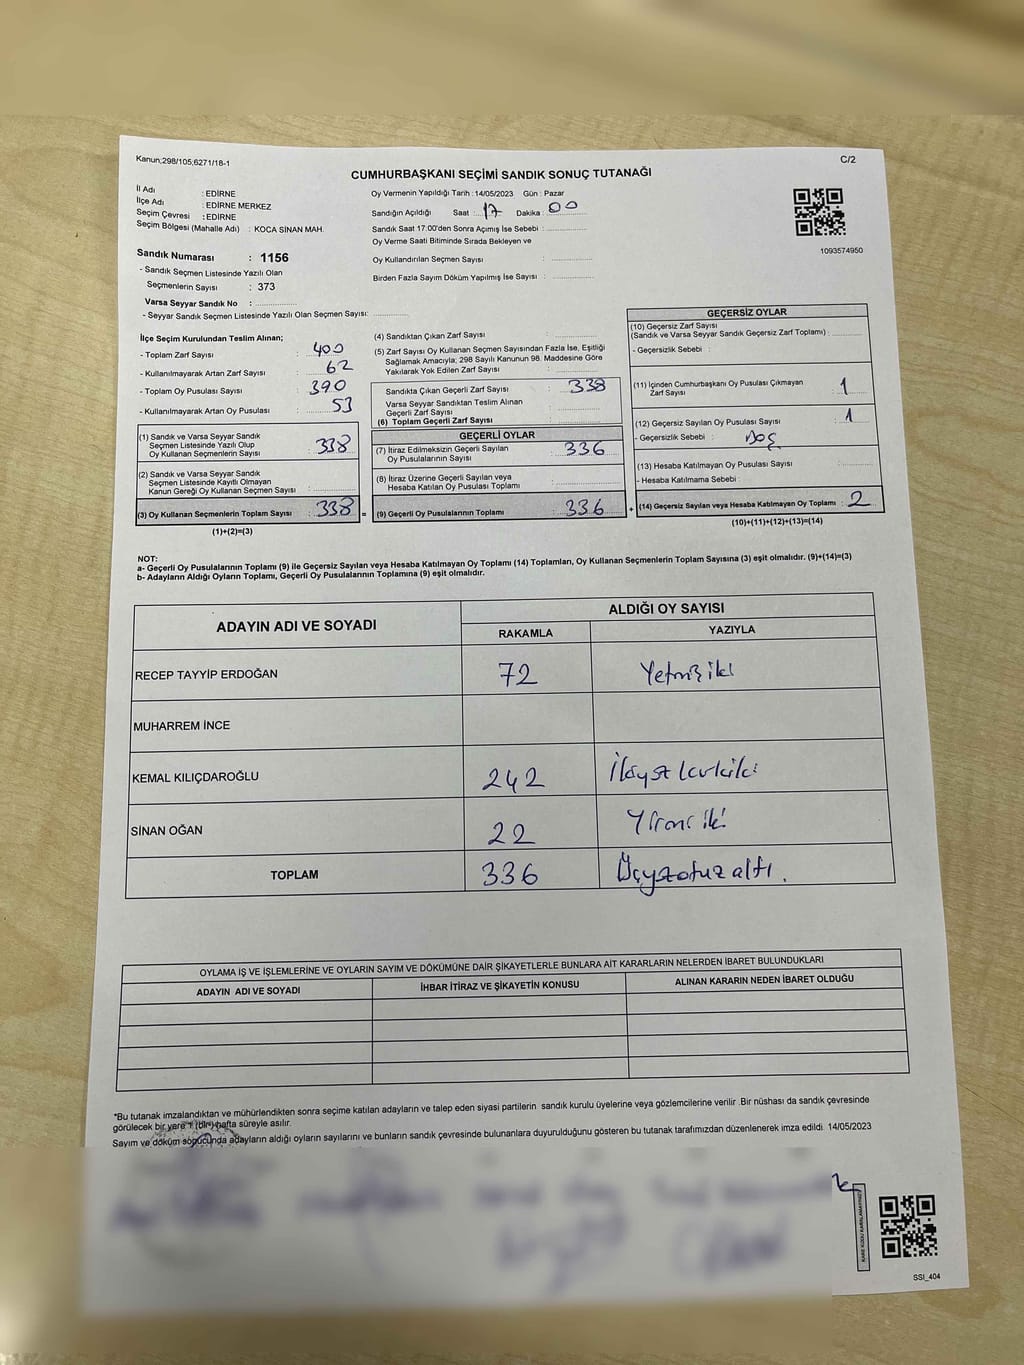 Kanun;298/105;6271/18-1
C/2
CUMHURBAŞKANI SEÇİMİ SANDIK SONUÇ TUTANAĞI
İl Adı : EDİRNE
İlçe Adı : EDİRNE MERKEZ
Seçim Çevresi : EDİRNE
Seçim Bölgesi (Mahalle Adı) : KOCA SİNAN MAH.
Oy Vermenin Yapıldığı Tarih : 14/05/2023 Gün : Pazar
Sandığın Açıldığı Saat : 17 Dakika : 00
Sandık Saat 17.00'den Sonra Açımış İse Sebebi :
Oy Verme Saati Bitiminde Sırada Bekleyen ve
Oy Kullandırılan Seçmen Sayısı :
Birden Fazla Sayım Döküm Yapılmış İse Sayısı :
1093574950
Sandık Numarası : 1156
- Sandık Seçmen Listesinde Yazılı Olan
Seçmenlerin Sayısı : 373
Varsa Seyyar Sandık No :
- Seyyar Sandık Seçmen Listesinde Yazılı Olan Seçmen Sayısı:
İlçe Seçim Kurulundan Teslim Alınan;
- Toplam Zarf Sayısı : 400
- Kullanılmayarak Artan Zarf Sayısı : 62
- Toplam Oy Pusulası Sayısı : 390
- Kullanılmayarak Artan Oy Pusulası : 53
(1) Sandık ve Varsa Seyyar Sandık
Seçmen Listesinde Yazılı Olup
Oy Kullanan Seçmenlerin Sayısı : 338
(2) Sandık ve Varsa Seyyar Sandık
Seçmen Listesinde Kayıtlı Olmayan
Kanun Gereği Oy Kullanan Seçmen Sayısı :
(3) Oy Kullanan Seçmenlerin Toplam Sayısı : 338 =
(1)+(2)=(3)
(4) Sandıktan Çıkan Zarf Sayısı :
(5) Zarf Sayısı Oy Kullanan Seçmen Sayısından Fazla İse, Eşitliği
Sağlamak Amacıyla; 298 Sayılı Kanunun 98. Maddesine Göre
Yakılarak Yok Edilen Zarf Sayısı :
Sandıkta Çıkan Geçerli Zarf Sayısı : 338
Varsa Seyyar Sandıktan Teslim Alınan
Geçerli Zarf Sayısı :
(6) Toplam Geçerli Zarf Sayısı :
GEÇERLİ OYLAR
(7) İtiraz Edilmeksizin Geçerli Sayılan
Oy Pusulalarının Sayısı : 336
(8) İtiraz Üzerine Geçerli Sayılan veya
Hesaba Katılan Oy Pusulası Toplamı :
(9) Geçerli Oy Pusulalarının Toplamı : 336 +
GEÇERSİZ OYLAR
(10) Geçersiz Zarf Sayısı
(Sandık ve Varsa Seyyar Sandık Geçersiz Zarf Toplamı) :
- Geçersizlik Sebebi :
(11) İçinden Cumhurbaşkanı Oy Pusulası Çıkmayan
Zarf Sayısı : 1
(12) Geçersiz Sayılan Oy Pusulası Sayısı : 1
- Geçersizlik Sebebi : Boş
(13) Hesaba Katılmayan Oy Pusulası Sayısı :
- Hesaba Katılmama Sebebi :
(14) Geçersiz Sayılan veya Hesaba Katılmayan Oy Toplamı : 2
(10)+(11)+(12)+(13)=(14)
NOT:
a- Geçerli Oy Pusulalarının Toplamı (9) ile Geçersiz Sayılan veya Hesaba Katılmayan Oy Toplamı (14) Toplamları, Oy Kullanan Seçmenlerin Toplam Sayısına (3) eşit olmalıdır. (9)+(14)=(3)
b- Adayların Aldığı Oyların Toplamı, Geçerli Oy Pusulalarının Toplamına (9) eşit olmalıdır.
ADAYIN ADI VE SOYADI
ALDIĞI OY SAYISI
RAKAMLA YAZIYLA
RECEP TAYYİP ERDOĞAN 72 Yetmişiki
MUHARREM İNCE
KEMAL KILIÇDAROĞLU 242 İkiyüzkırkiki
SİNAN OĞAN 22 Yirmi iki
TOPLAM 336 Üçyüzotuzaltı.
OYLAMA İŞ VE İŞLEMLERİNE VE OYLARIN SAYIM VE DÖKÜMÜNE DAİR ŞİKAYETLERLE BUNLARA AİT KARARLARIN NELERDEN İBARET BULUNDUKLARI
ADAYIN ADI VE SOYADI İHBAR İTİRAZ VE ŞİKAYETİN KONUSU ALINAN KARARIN NEDEN İBARET OLDUĞU
*Bu tutanak imzalandıktan ve mühürlendikten sonra seçime katılan adayların ve talep eden siyasi partilerin sandık kurulu üyelerine veya gözlemcilerine verilir .Bir nüshası da sandık çevresinde
görülecek bir yere 1 (bir) hafta süreyle asılır.
Sayım ve döküm sonucunda adayların aldığı oyların sayılarını ve bunların sandık çevresinde bulunanlara duyurulduğunu gösteren bu tutanak tarafımızdan düzenlenerek imza edildi. 14/05/2023
SSI_404